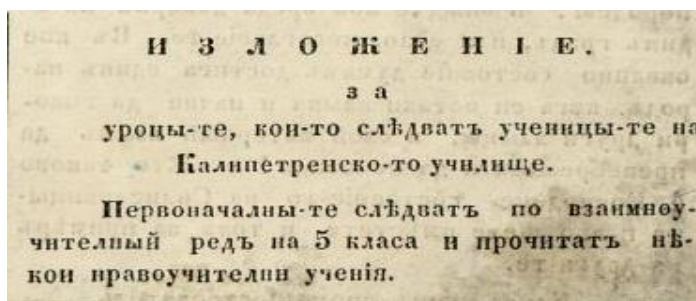 ИЗЛОЖЕНІЕ.
за
уроцы-те, кои-то слѣдватъ ученицы-те на
Калипетренско-то училище.
Первоначалны-те слѣдватъ по взаимноу-
чителный редъ на 5 класа и прочитатъ нѣ-
кои нравоучителни ученія.